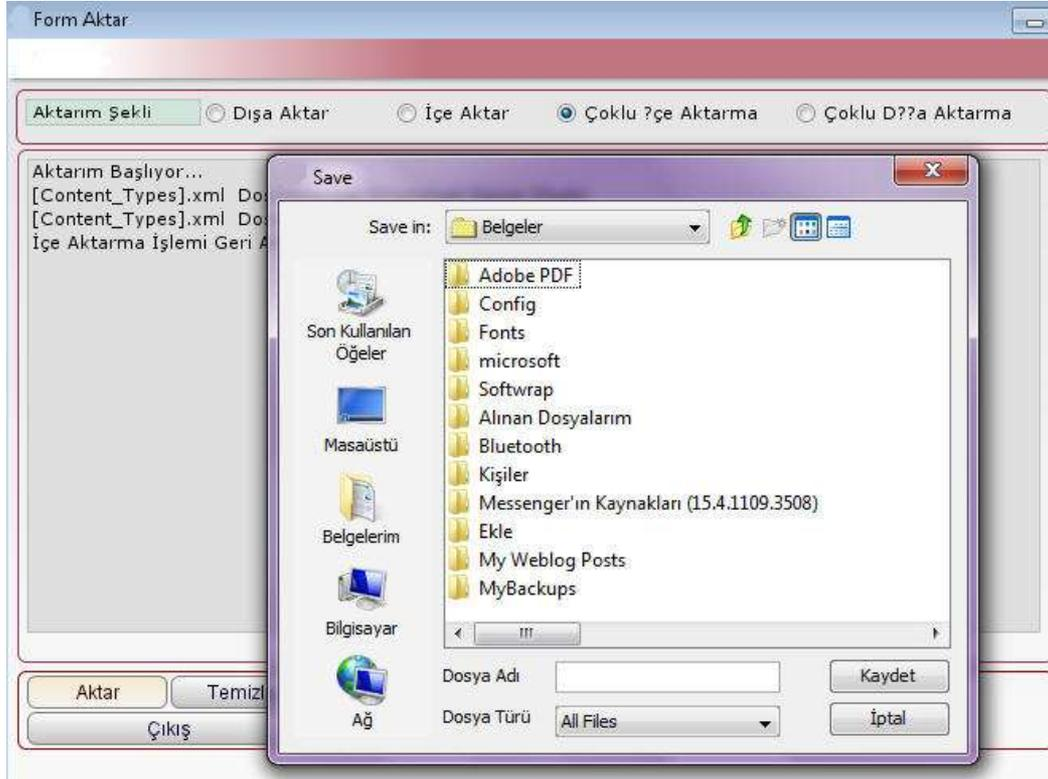 Form Aktar
Aktarım Şekli Dışa Aktar İçe Aktar Çoklu ?çe Aktarma Çoklu D??a Aktarma
Aktarım Başlıyor...
[Content_Types].xml
[Content_Types].xml
İçe Aktarma İşlemi Geri
Save
Save in: Belgeler
Son Kullanılan
Öğeler
Masaüstü
Belgelerim
Bilgisayar
Ağ
Adobe PDF
Config
Fonts
microsoft
Softwrap
Alınan Dosyalarım
Bluetooth
Kişiler
Messenger'ın Kaynakları (15.4.1109.3508)
Ekle
My Weblog Posts
MyBackups
Dosya Adı Kaydet
Dosya Türü All Files İptal
Aktar
Çıkış